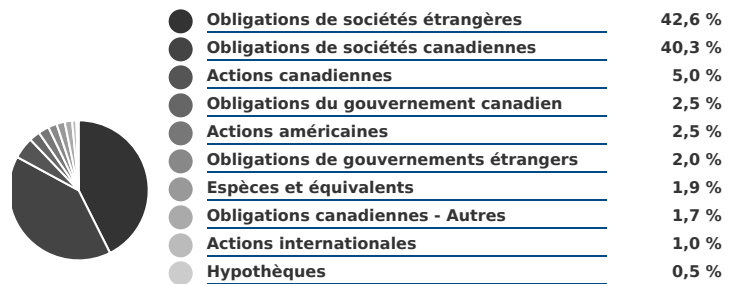 Obligations de sociétés étrangères 42,6 %
Obligations de sociétés canadiennes 40,3 %
Actions canadiennes 5,0 %
Obligations du gouvernement canadien 2,5 %
Actions américaines 2,5 %
Obligations de gouvernements étrangers 2,0 %
Espèces et équivalents 1,9 %
Obligations canadiennes - Autres 1,7 %
Actions internationales 1,0 %
Hypothèques 0,5 %